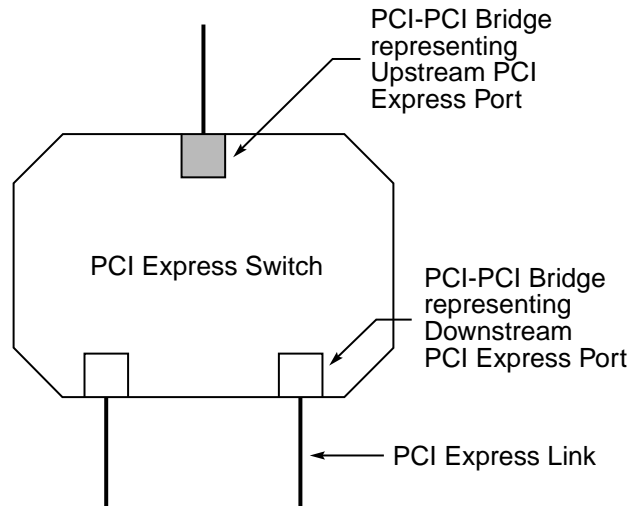 PCI-PCI Bridge
representing
Upstream PCI
Express Port
PCI Express Switch
PCI-PCI Bridge
representing
Downstream
PCI Express Port
PCI Express Link